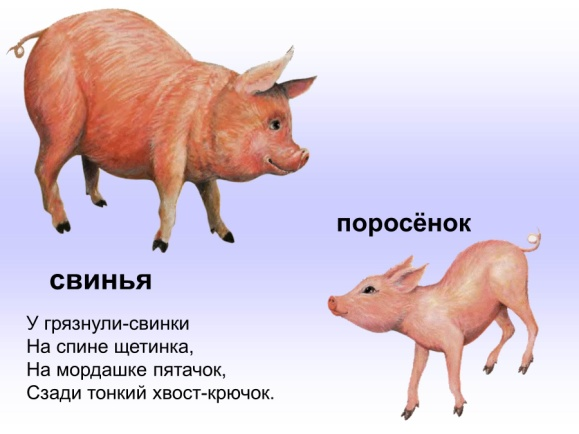 поросёнок
свинья
У грязнули-свинки
На спине щетинка,
На мордашке пятачок,
Сзади тонкий хвост-крючок.